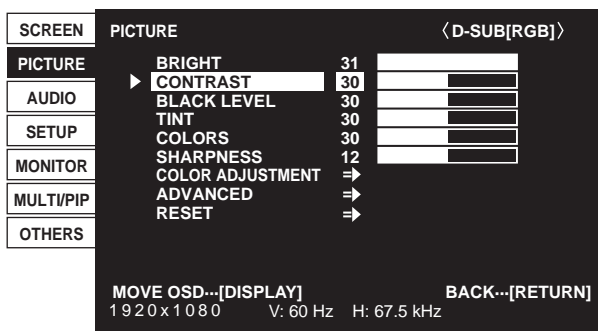 SCREEN
PICTURE
AUDIO
SETUP
MONITOR
MULTI/PIP
OTHERS
PICTURE 〈D-SUB[RGB]〉
BRIGHT 31
CONTRAST 30
BLACK LEVEL 30
TINT 30
COLORS 30
SHARPNESS 12
COLOR ADJUSTMENT
ADVANCED
RESET
MOVE OSD···[DISPLAY] BACK···[RETURN]
1920x1080 V: 60 Hz H: 67.5 kHz